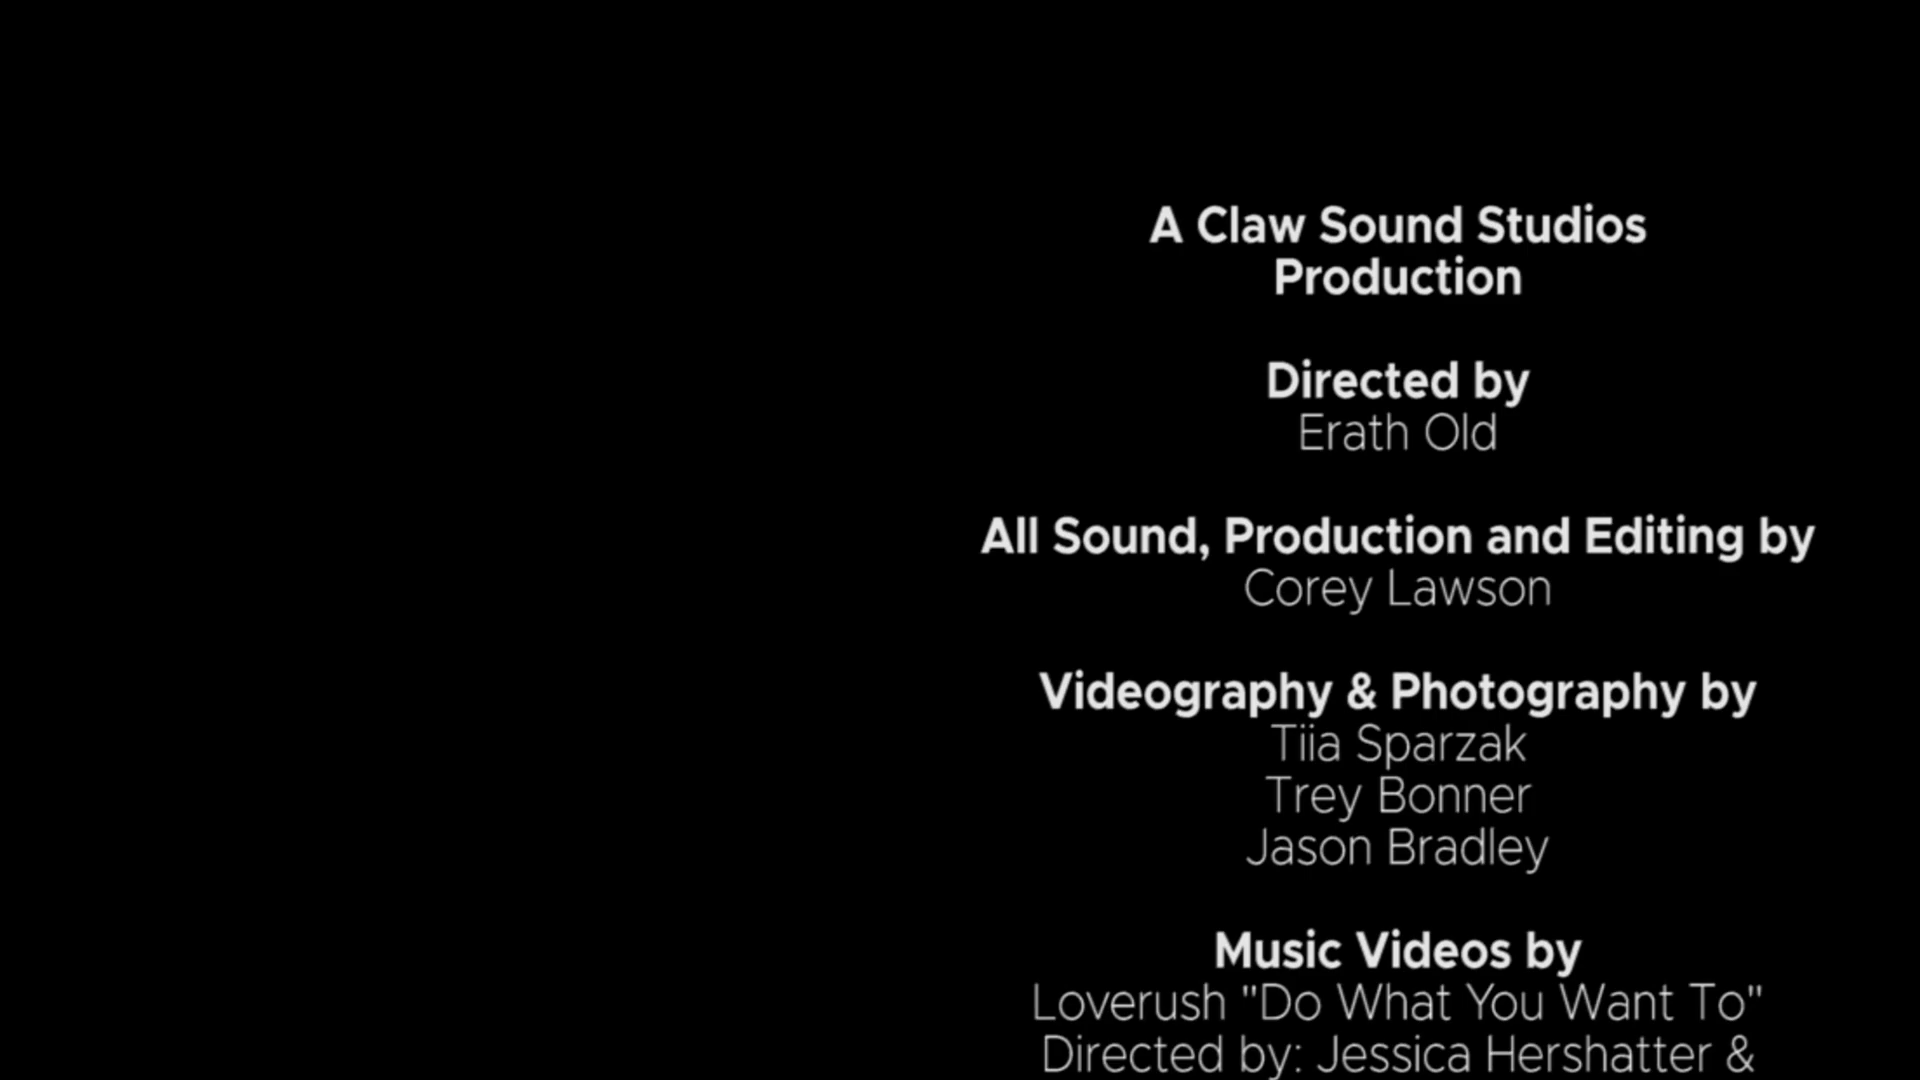 A Claw Sound Studios
Production
Directed by
Erath Old
All Sound, Production and Editing by
Corey Lawson
Videography & Photography by
Tiia Sparzak
Trey Bonner
Jason Bradley
Music Videos by
Loverush "Do What You Want To"
Directed by: Jessica Hershatter &